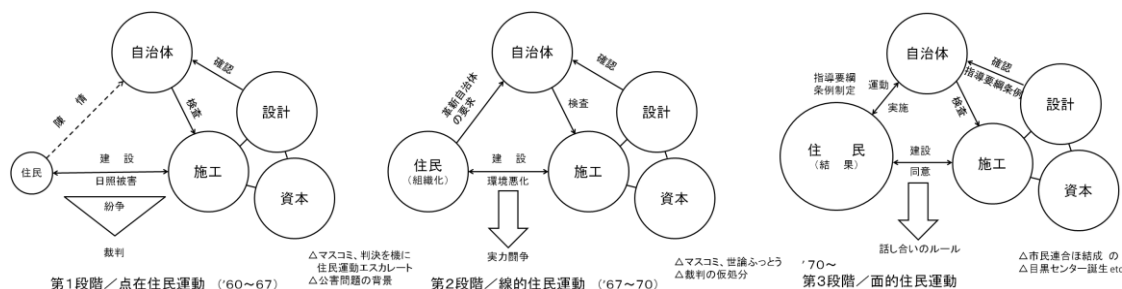 自治体
確認
設計
検査
陳情
住民
建　設
日照被害
施工
資本
紛争
裁判
△マスコミ、判決を機に
住民運動エスカレート
△公害問題の背景
第1段階／点在住民運動　（'60～67）
自治体
確認
設計
検査
革新自治体
の要求
住民
（組織化）
建　設
環境悪化
施工
資本
実力闘争
△マスコミ、世論ふっとう
△裁判の仮処分
第2段階／線的住民運動　（'67～70）
自治体
確認
指導要綱条例
設計
検査
指導要綱
条例制定
運動
実施
住　民
（結　果）
建設
同意
施工
資本
話し合いのルール
△市民連合ほ結成 の
△目黒センター誕生etc
'70～
第3段階／面的住民運動